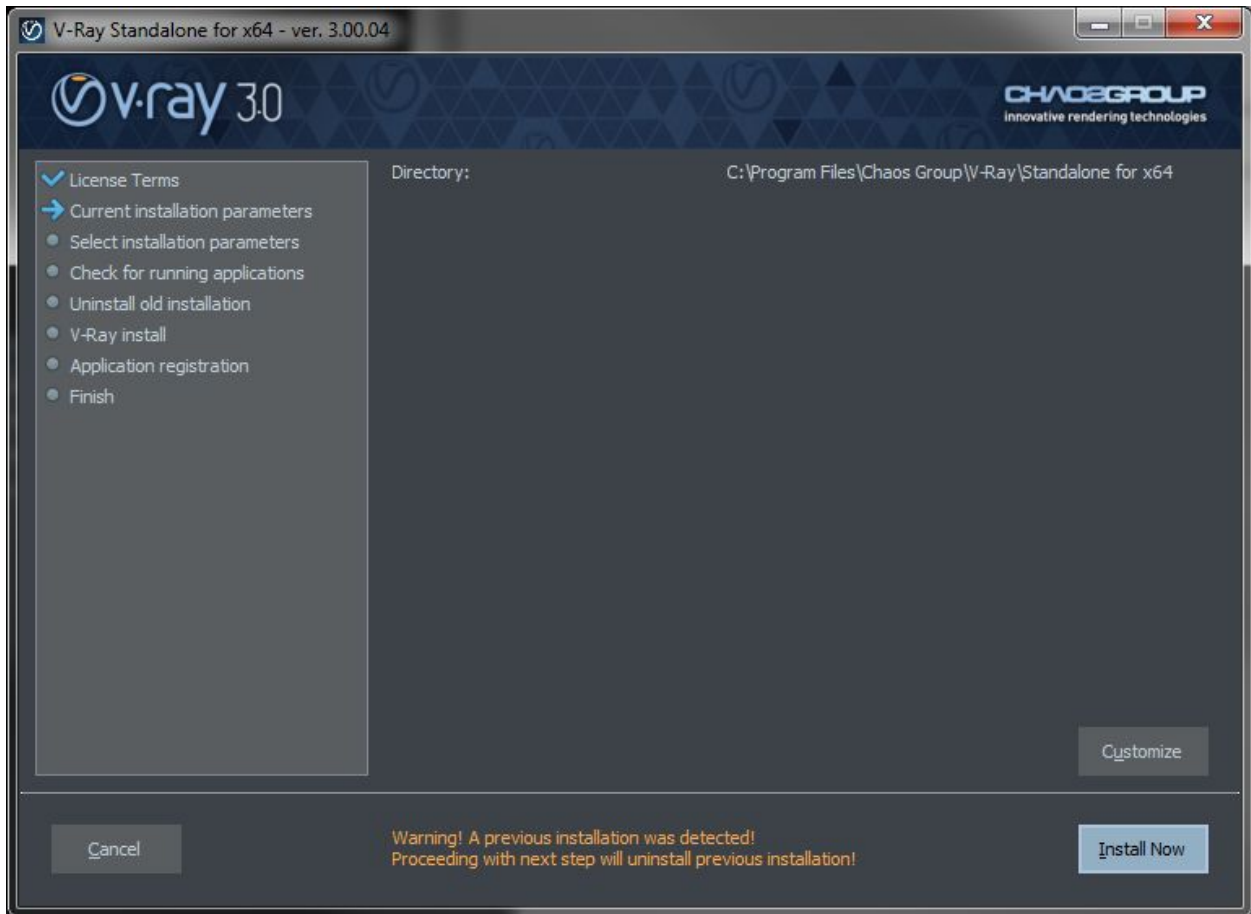 V-Ray Standalone for x64 - ver. 3.00.04
v·ray 3.0
CHAOSGROUP
innovative rendering technologies
License Terms
Current installation parameters
Select installation parameters
Check for running applications
Uninstall old installation
V-Ray install
Application registration
Finish
Directory: C:\Program Files\Chaos Group\V-Ray\Standalone for x64
Customize
Cancel
Warning! A previous installation was detected!
Proceeding with next step will uninstall previous installation!
Install Now